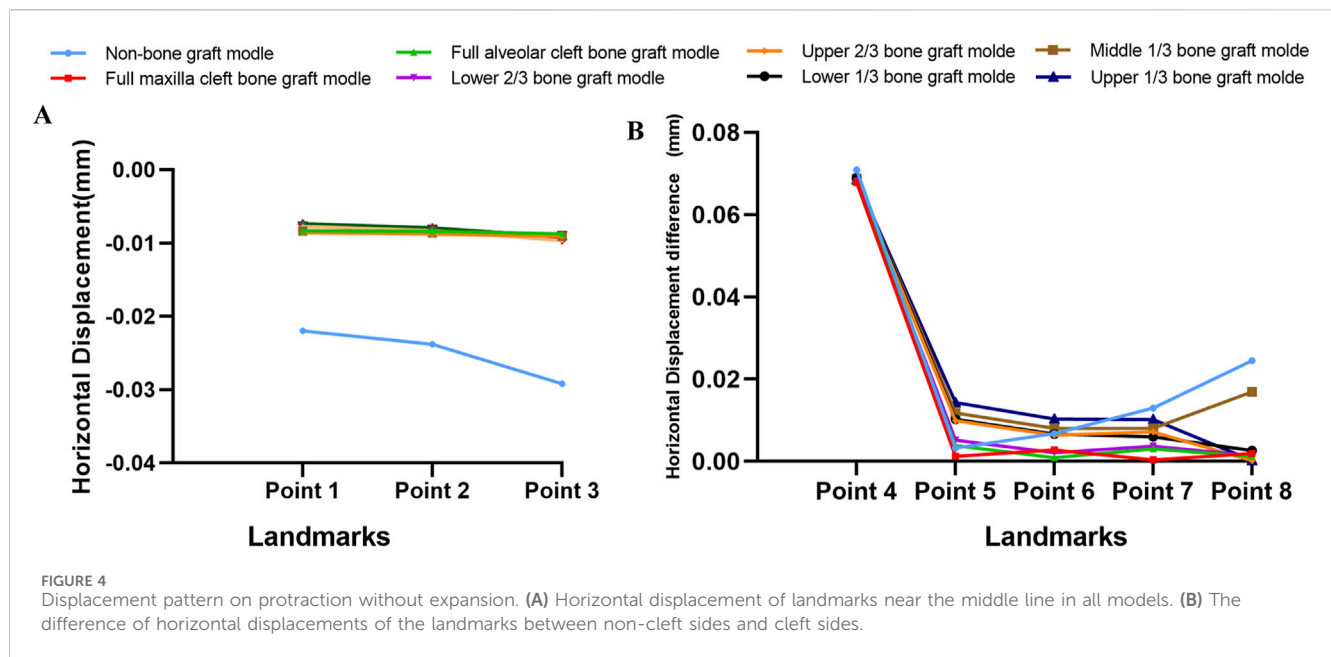 Non-bone graft modle
Full alveolar cleft bone graft modle
Upper 2/3 bone graft molde
Middle 1/3 bone graft molde
Full maxilla cleft bone graft modle
Lower 2/3 bone graft modle
Lower 1/3 bone graft molde
Upper 1/3 bone graft molde
A
Horizontal Displacement(mm)
0.00
-0.01
-0.02
-0.03
-0.04
Point 1 Point 2 Point 3
Landmarks
B
Horizontal Displacement difference (mm)
0.08
0.06
0.04
0.02
0.00
Point 4 Point 5 Point 6 Point 7 Point 8
Landmarks
FIGURE 4
Displacement pattern on protraction without expansion. (A) Horizontal displacement of landmarks near the middle line in all models. (B) The
difference of horizontal displacements of the landmarks between non-cleft sides and cleft sides.